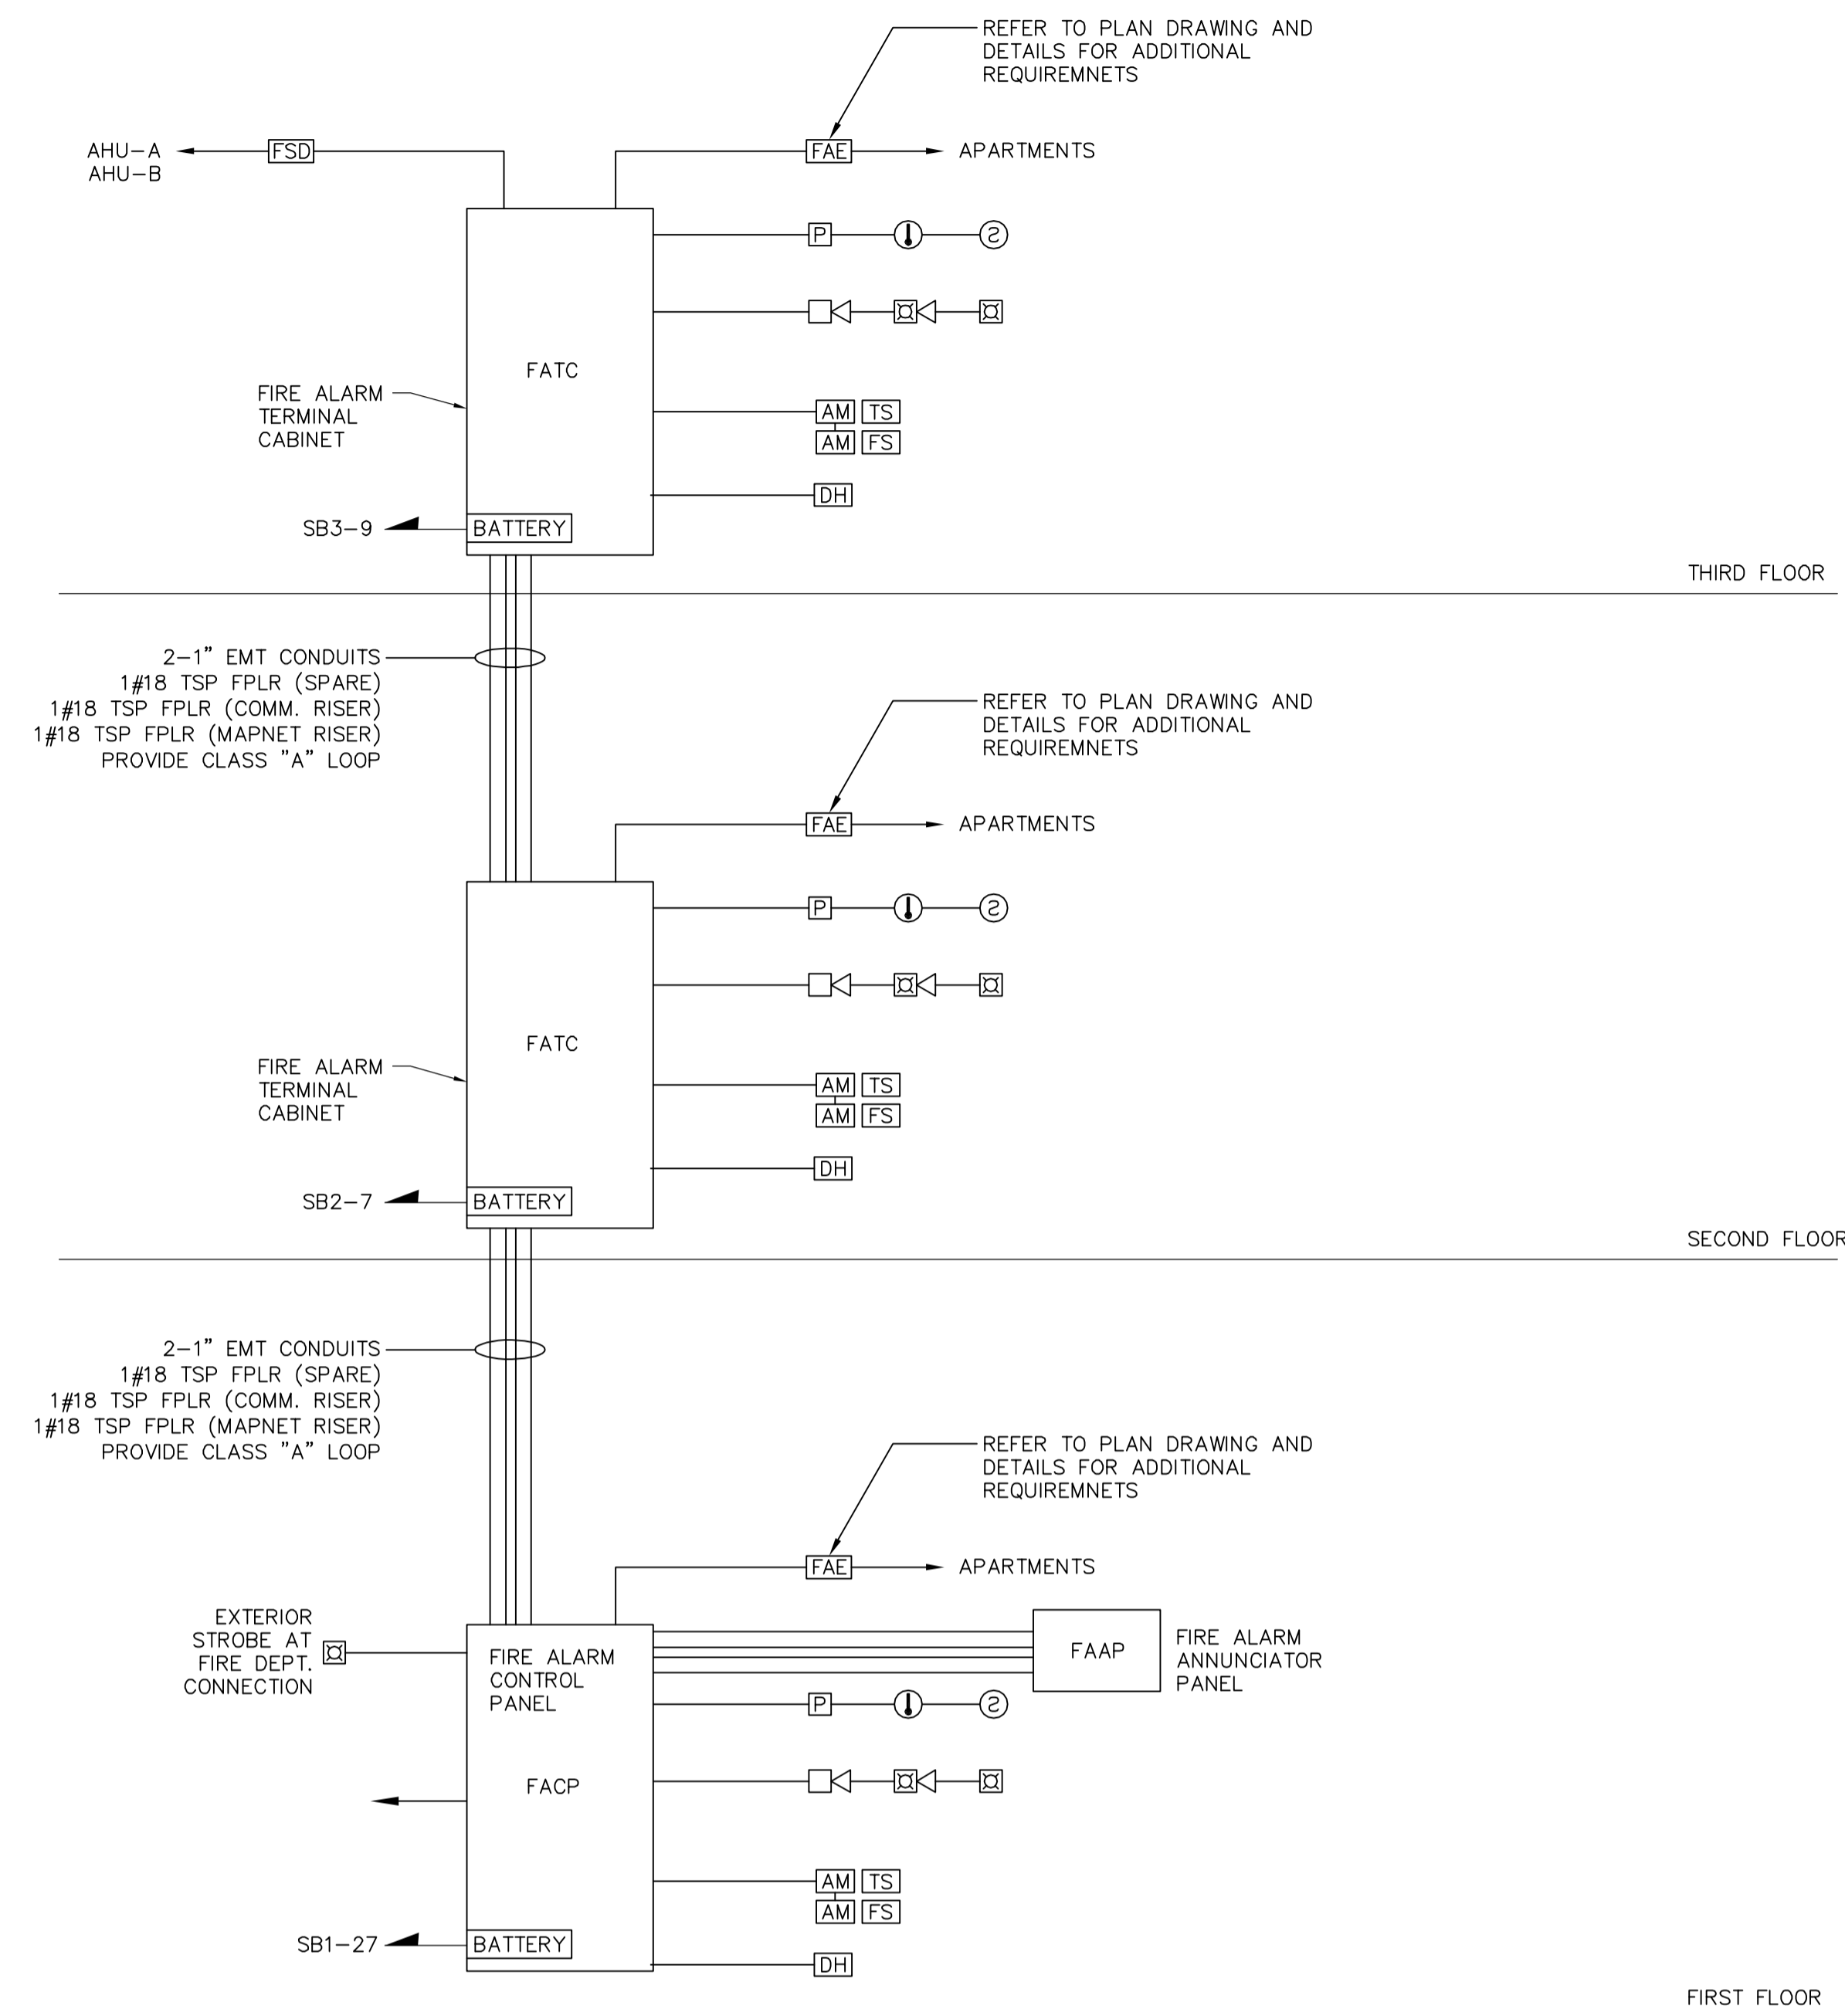 REFER TO PLAN DRAWING AND
DETAILS FOR ADDITIONAL
REQUIREMNETS
AHU-A
AHU-B
FSD
FAE
APARTMENTS
P
S
FATC
FIRE ALARM
TERMINAL
CABINET
AM TS
AM FS
DH
SB3-9
BATTERY
THIRD FLOOR
2-1" EMT CONDUITS
1#18 TSP FPLR (SPARE)
1#18 TSP FPLR (COMM. RISER)
1#18 TSP FPLR (MAPNET RISER)
PROVIDE CLASS "A" LOOP
REFER TO PLAN DRAWING AND
DETAILS FOR ADDITIONAL
REQUIREMNETS
FAE
APARTMENTS
P
S
FATC
FIRE ALARM
TERMINAL
CABINET
AM TS
AM FS
DH
SB2-7
BATTERY
SECOND FLOOR
2-1" EMT CONDUITS
1#18 TSP FPLR (SPARE)
1#18 TSP FPLR (COMM. RISER)
1#18 TSP FPLR (MAPNET RISER)
PROVIDE CLASS "A" LOOP
REFER TO PLAN DRAWING AND
DETAILS FOR ADDITIONAL
REQUIREMNETS
FAE
APARTMENTS
EXTERIOR
STROBE AT
FIRE DEPT.
CONNECTION
FIRE ALARM
CONTROL
PANEL
FAAP
FIRE ALARM
ANNUNCIATOR
PANEL
P
S
FACP
AM TS
AM FS
SB1-27
BATTERY
DH
FIRST FLOOR